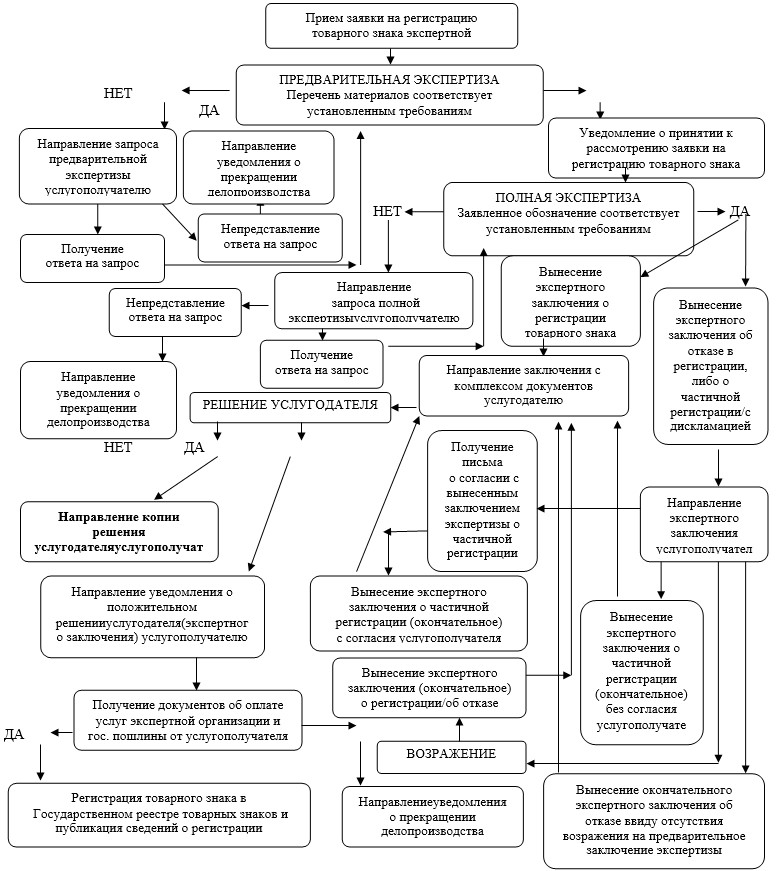 Прием заявки на регистрацию
товарного знака экспертной
ПРЕДВАРИТЕЛЬНАЯ ЭКСПЕРТИЗА
Перечень материалов соответствует
установленным требованиям
НЕТ
ДА
Направление запроса
предварительной
экспертизы
услугополучателю
Направление
уведомления о
прекращении
делопроизводства
Уведомление о принятии к
рассмотрению заявки на
регистрацию товарного знака
ПОЛНАЯ ЭКСПЕРТИЗА
Заявленное обозначение соответствует
установленным требованиям
НЕТ
ДА
Получение
ответа на запрос
Непредставление
ответа на запрос
Направление
запроса полной
экспертизыуслугополучателю
Вынесение
экспертного
заключения о
регистрации
товарного знака
Вынесение
экспертного
заключения об
отказе в
регистрации,
либо о
частичной
регистрации/с
дискламацией
Непредставление
ответа на запрос
Получение
ответа на запрос
Направление
уведомления о
прекращении
делопроизводства
Направление заключения с
комплексом документов
услугодателю
РЕШЕНИЕ УСЛУГОДАТЕЛЯ
НЕТ
ДА
Получение
письма
о согласии с
вынесенным
заключением
экспертизы о
частичной
регистрации
Направление
экспертного
заключения
услугополучател
Направление копии
решения
услугодателяуслугополучат
Направление уведомления о
положительном
решенииуслугодателя(экспертног
о заключения) услугополучателю
Вынесение экспертного
заключения о частичной
регистрации (окончательное)
с согласия услугополучателя
Вынесение
экспертного
заключения о
частичной
регистрации
(окончательное)
без согласия
услугополучате
Вынесение экспертного
заключения (окончательное)
о регистрации/об отказе
Получение документов об оплате
услуг экспертной организации и
гос. пошлины от услугополучателя
ДА
ВОЗРАЖЕНИЕ
Регистрация товарного знака в
Государственном реестре товарных знаков и
публикация сведений о регистрации
Направлениеуведомления
о прекращении
делопроизводства
Вынесение окончательного
экспертного заключения об
отказе ввиду отсутствия
возражения на предварительное
заключение экспертизы